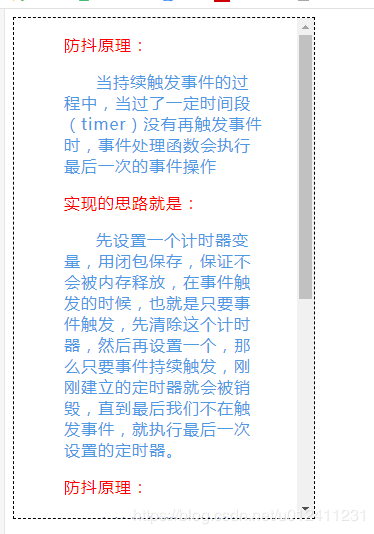 防抖原理：
当持续触发事件的过
程中，当过了一定时间段
（timer）没有再触发事件
时，事件处理函数会执行
最后一次的事件操作
实现的思路就是：
先设置一个计时器变
量，用闭包保存，保证不
会被内存释放，在事件触
发的时候，也就是只要事
件触发，先清除这个计时
器，然后再设置一个，那
么只要事件持续触发，刚
刚建立的定时器就会被销
毁，直到最后我们不在触
发事件，就执行最后一次
设置的定时器。
防抖原理：